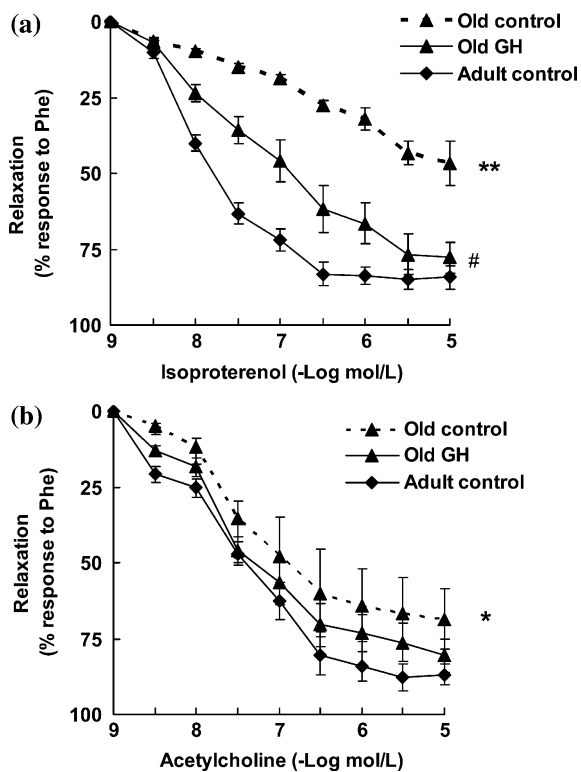 (a)
Old control
Old GH
Adult control
Relaxation
(% response to Phe)
0
25
50
75
100
**
#
9 8 7 6 5
Isoproterenol (-Log mol/L)
(b)
Old control
Old GH
Adult control
Relaxation
(% response to Phe)
0
25
50
75
100
*
9 8 7 6 5
Acetylcholine (-Log mol/L)